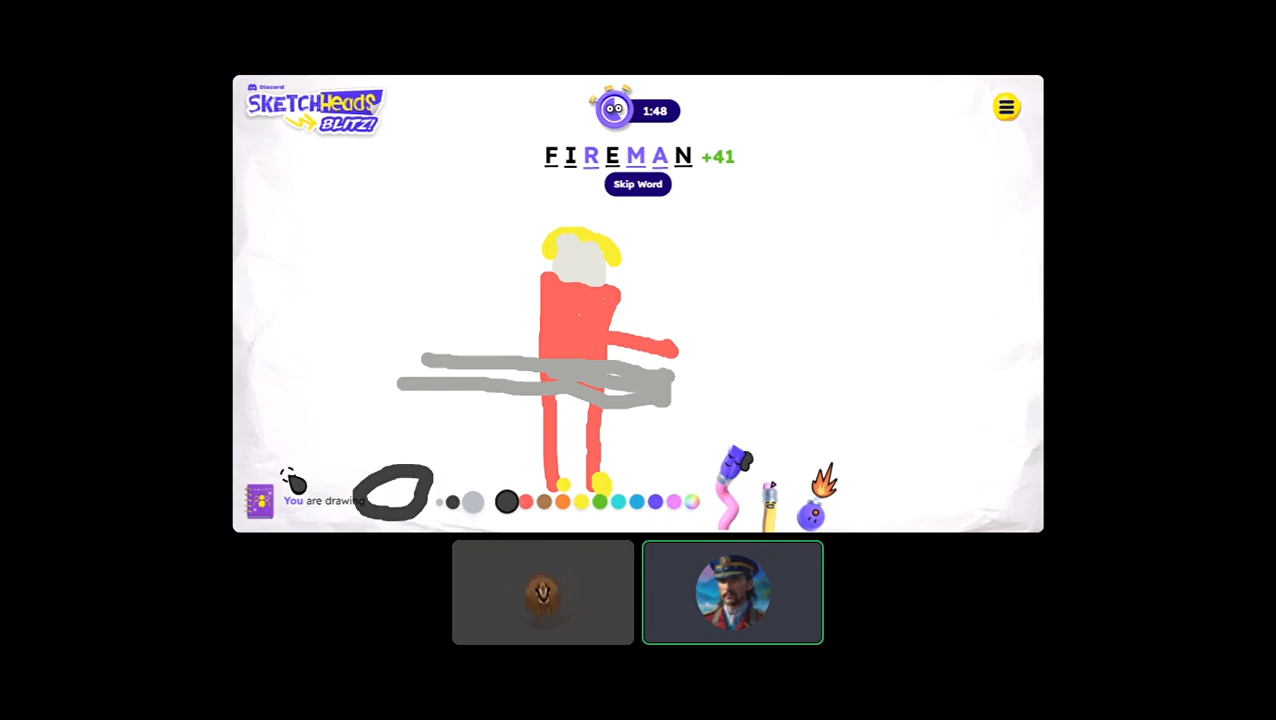 Discord
SKETCHHeadS
BLITZ!
1:48
FIREMAN +41
Skip Word
You are drawing